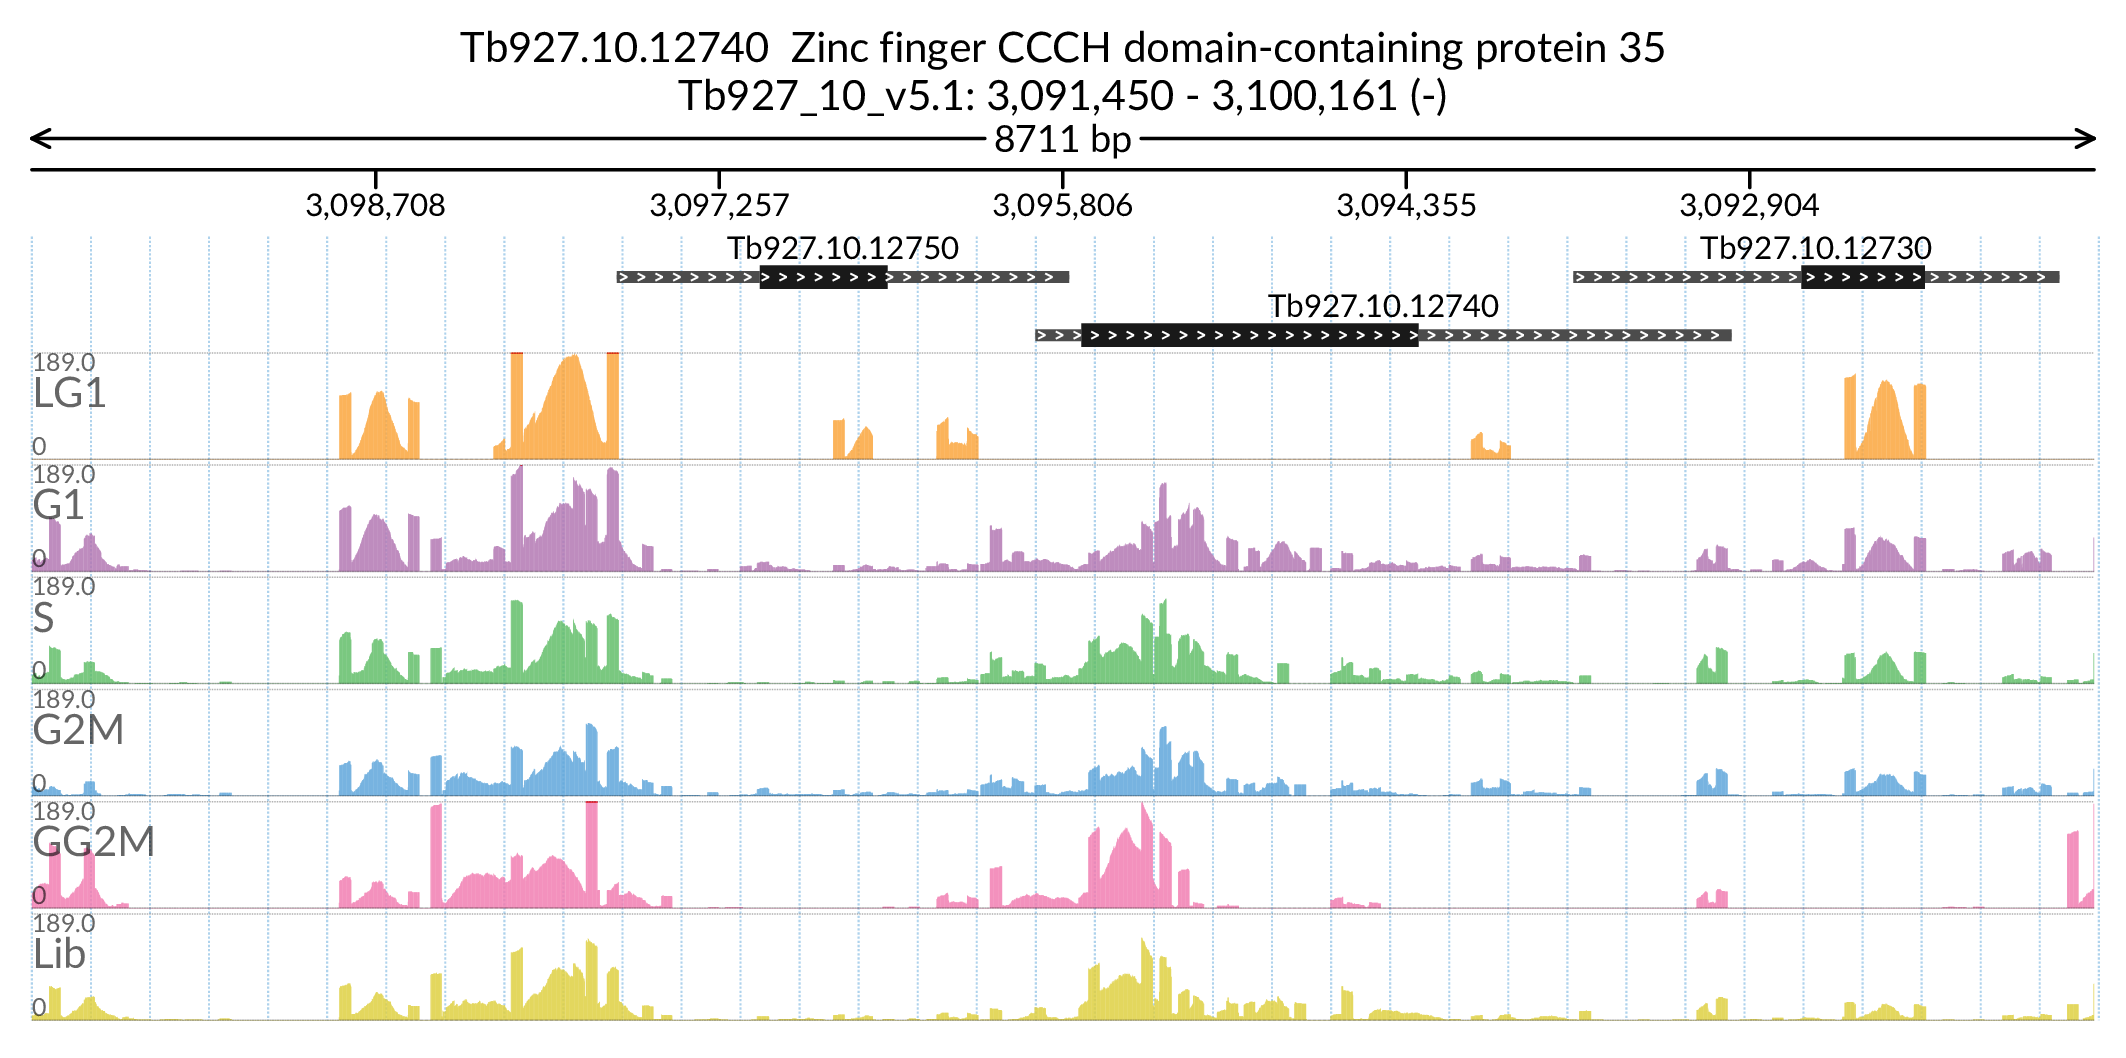 Tb927.10.12740  Zinc finger CCCH domain-containing protein 35
Tb927_10_v5.1: 3,091,450 - 3,100,161 (-)
8711 bp
3,098,708 3,097,257 3,095,806 3,094,355 3,092,904
Tb927.10.12750 Tb927.10.12730
Tb927.10.12740
189.0
LG1
0
189.0
G1
0
189.0
S
0
189.0
G2M
0
189.0
GG2M
0
189.0
Lib
0